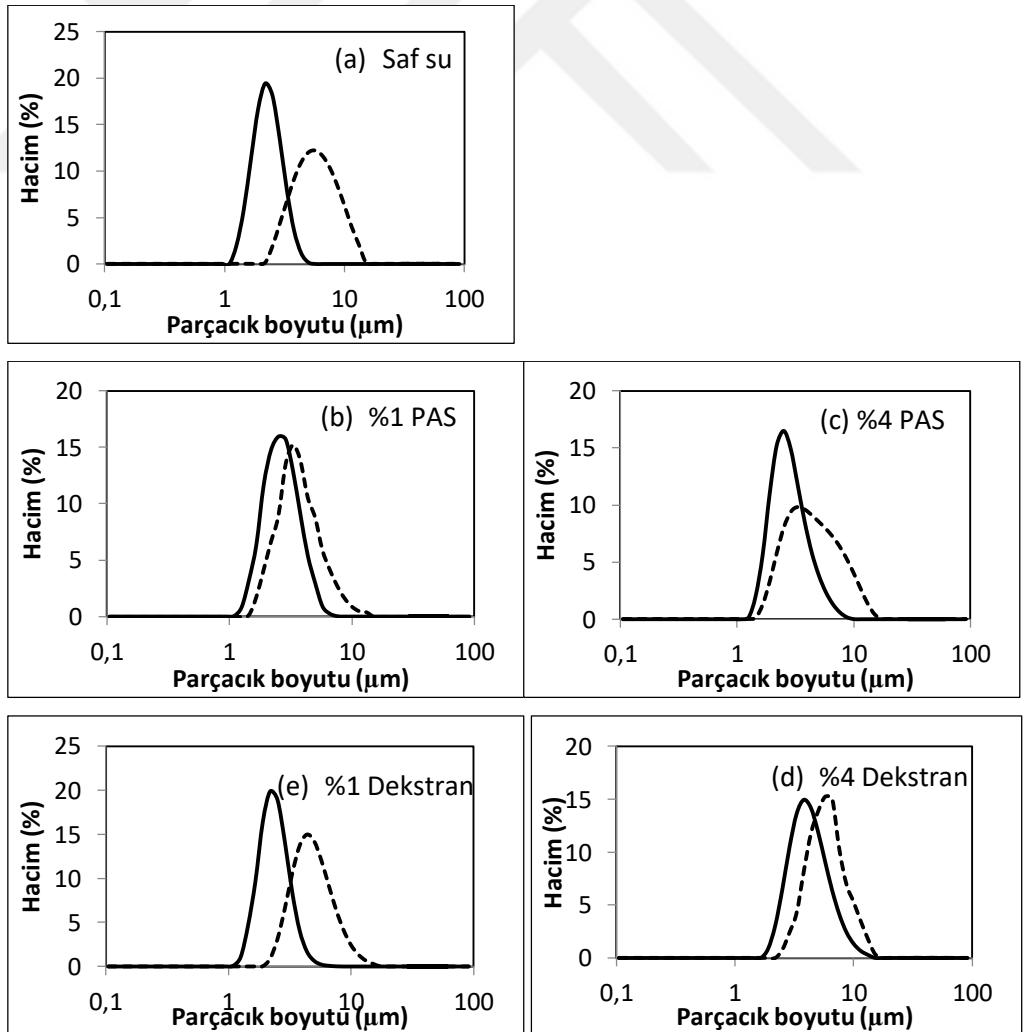 (a) Saf su
Hacim (%)
25
20
15
10
5
0
0,1 1 10 100
Parçacık boyutu (µm)
(b) %1 PAS
Hacim (%)
20
15
10
5
0
0,1 1 10 100
Parçacık boyutu (µm)
(c) %4 PAS
Hacim (%)
20
15
10
5
0
0,1 1 10 100
Parçacık boyutu (µm)
(e) %1 Dekstran
Hacim (%)
25
20
15
10
5
0
0,1 1 10 100
Parçacık boyutu (µm)
(d) %4 Dekstran
Hacim (%)
20
15
10
5
0
0,1 1 10 100
Parçacık boyutu (µm)